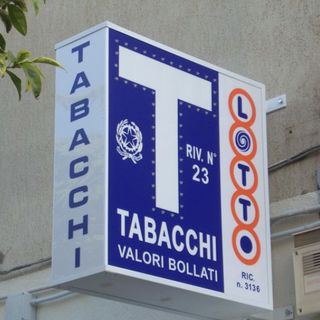 TABACCHI
T
RIV. N°
23
TABACCHI
VALORI BOLLATI
LOTTO
RIC.
n. 3136